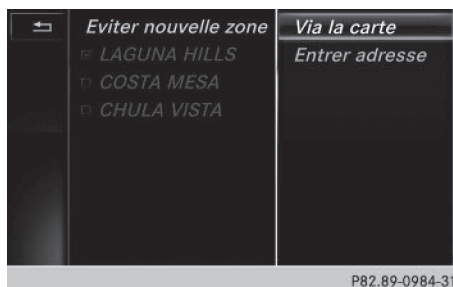 Eviter nouvelle zone
LAGUNA HILLS
COSTA MESA
CHULA VISTA
Via la carte
Entrer adresse
P82.89-0984-31